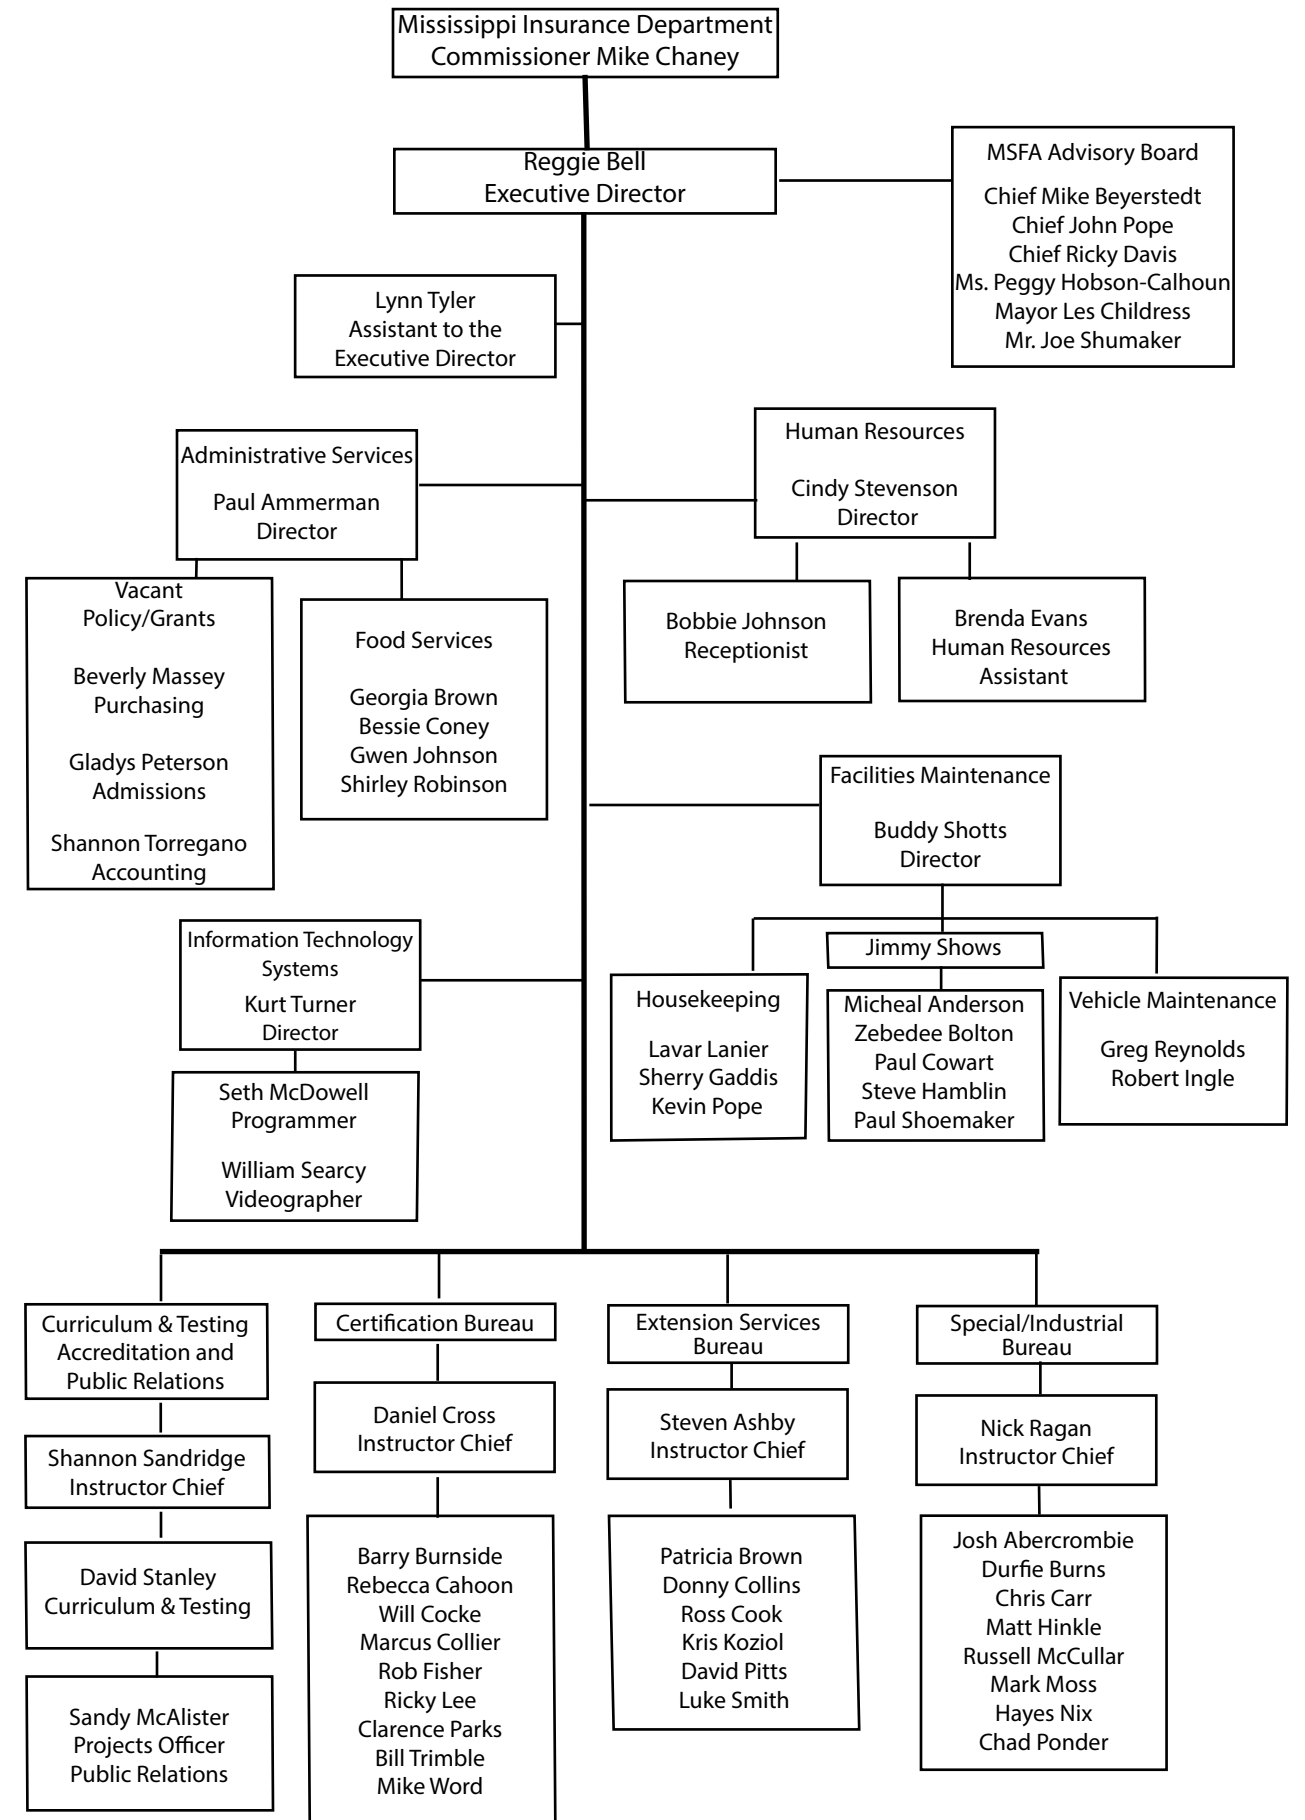 Mississippi Insurance Department
Commissioner Mike Chaney
Reggie Bell
Executive Director
MSFA Advisory Board
Chief Mike Beyerstedt
Chief John Pope
Chief Ricky Davis
Ms. Peggy Hobson-Calhoun
Mayor Les Childress
Mr. Joe Shumaker
Lynn Tyler
Assistant to the
Executive Director
Administrative Services
Paul Ammerman
Director
Human Resources
Cindy Stevenson
Director
Vacant
Policy/Grants
Beverly Massey
Purchasing
Gladys Peterson
Admissions
Shannon Torregano
Accounting
Food Services
Georgia Brown
Bessie Coney
Gwen Johnson
Shirley Robinson
Bobbie Johnson
Receptionist
Brenda Evans
Human Resources
Assistant
Facilities Maintenance
Buddy Shotts
Director
Information Technology
Systems
Kurt Turner
Director
Seth McDowell
Programmer
William Searcy
Videographer
Housekeeping
Lavar Lanier
Sherry Gaddis
Kevin Pope
Jimmy Shows
Micheal Anderson
Zebedee Bolton
Paul Cowart
Steve Hamblin
Paul Shoemaker
Vehicle Maintenance
Greg Reynolds
Robert Ingle
Curriculum & Testing
Accreditation and
Public Relations
Shannon Sandridge
Instructor Chief
David Stanley
Curriculum & Testing
Sandy McAlister
Projects Officer
Public Relations
Certification Bureau
Daniel Cross
Instructor Chief
Barry Burnside
Rebecca Cahoon
Will Cocke
Marcus Collier
Rob Fisher
Ricky Lee
Clarence Parks
Bill Trimble
Mike Word
Extension Services
Bureau
Steven Ashby
Instructor Chief
Patricia Brown
Donny Collins
Ross Cook
Kris Koziol
David Pitts
Luke Smith
Special/Industrial
Bureau
Nick Ragan
Instructor Chief
Josh Abercrombie
Durfie Burns
Chris Carr
Matt Hinkle
Russell McCullar
Mark Moss
Hayes Nix
Chad Ponder